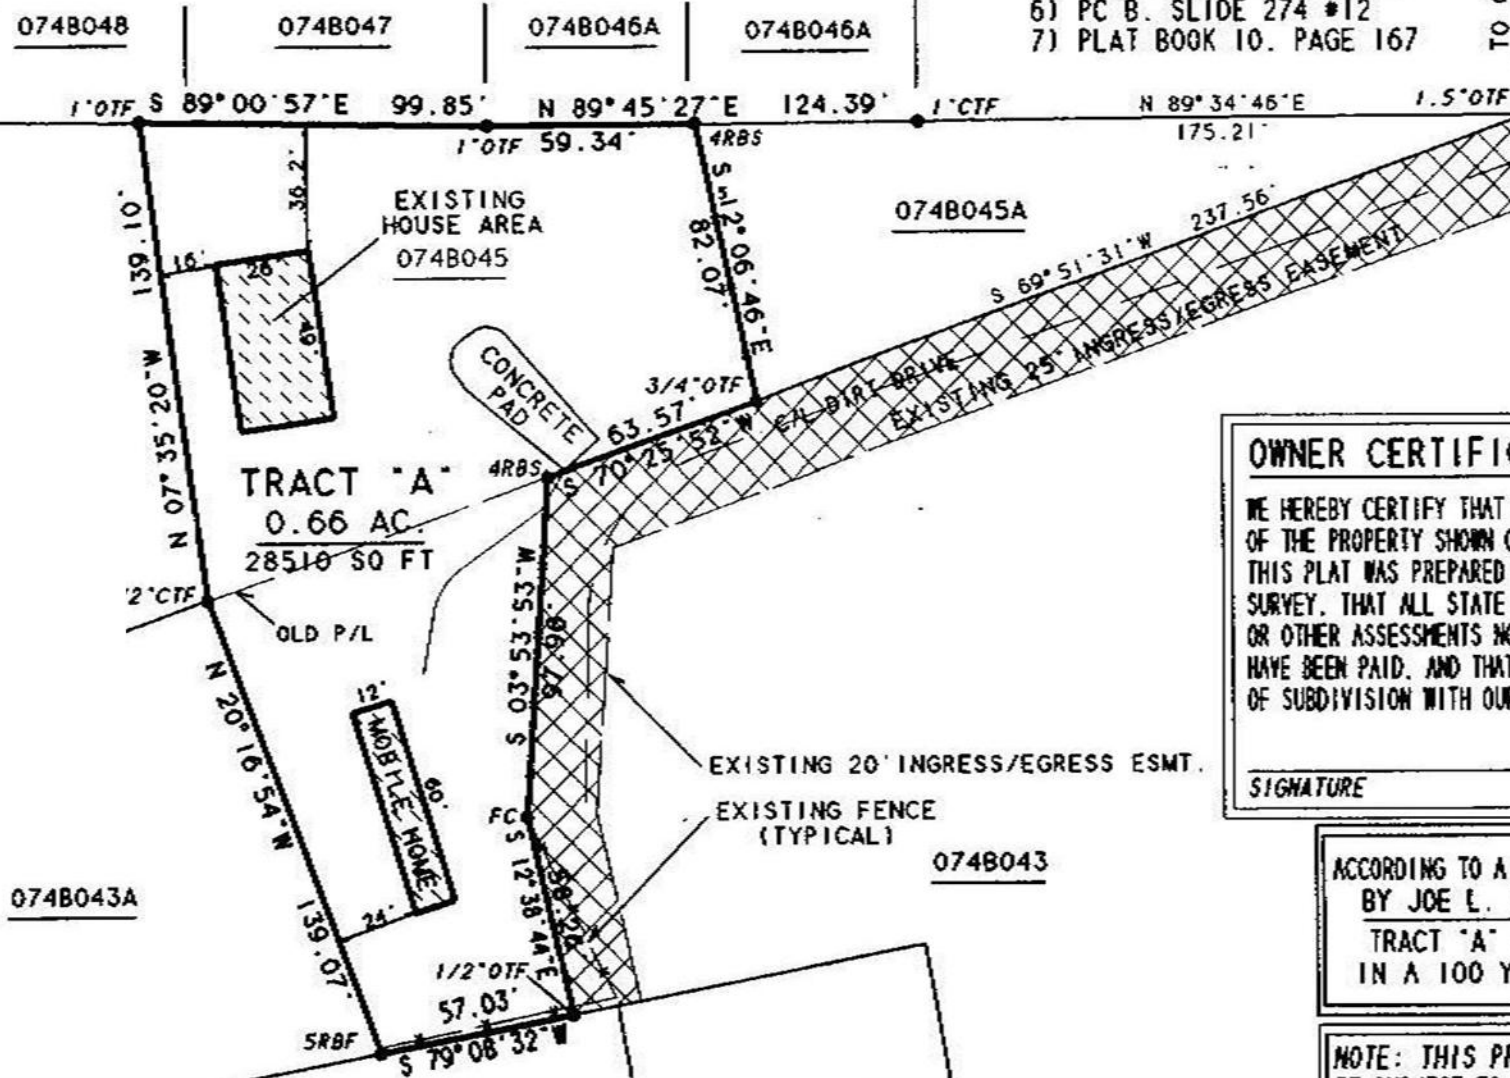 6) PC B. SLIDE 274 #12
7) PLAT BOOK 10. PAGE 167
074B048
074B047
074B046A
074B046A
1"OTF
S 89°00'57"E 99.85'
N 89°45'27"E 124.39'
1"CTF
N 89°34'46"E
175.21'
1.5"OTF
1"OTF
59.34'
4RBS
36.2'
139.10'
N 07°35'20"W
EXISTING
HOUSE AREA
074B045
16'
26'
S 12°06'46"E
82.07'
074B045A
S 69°51'31"W 237.56'
C/L DIRT DRIVE
EXISTING 25' INGRESS/EGRESS EASEMENT
CONCRETE
PAD
3/4"OTF
63.57'
S 70°25'52"W
4RBS
TRACT "A"
0.66 AC.
28510 SQ FT
2"CTF
OLD P/L
OWNER CERTIFI
WE HEREBY CERTIFY THAT
OF THE PROPERTY SHOWN
THIS PLAT WAS PREPARED
SURVEY. THAT ALL STATE
OR OTHER ASSESSMENTS
HAVE BEEN PAID. AND THAT
OF SUBDIVISION WITH
SIGNATURE
S 03°53'53"W
N 20°16'54"W
139.07'
12'
MOBILE HOME
60'
24'
EXISTING 20' INGRESS/EGRESS ESMT.
EXISTING FENCE
(TYPICAL)
FC
S 12°38'44"E
074B043
074B043A
1/2"OTF
57.03'
5RBF
S 79°08'32"W
ACCORDING TO A
BY JOE L.
TRACT "A"
IN A 100 Y
NOTE: THIS